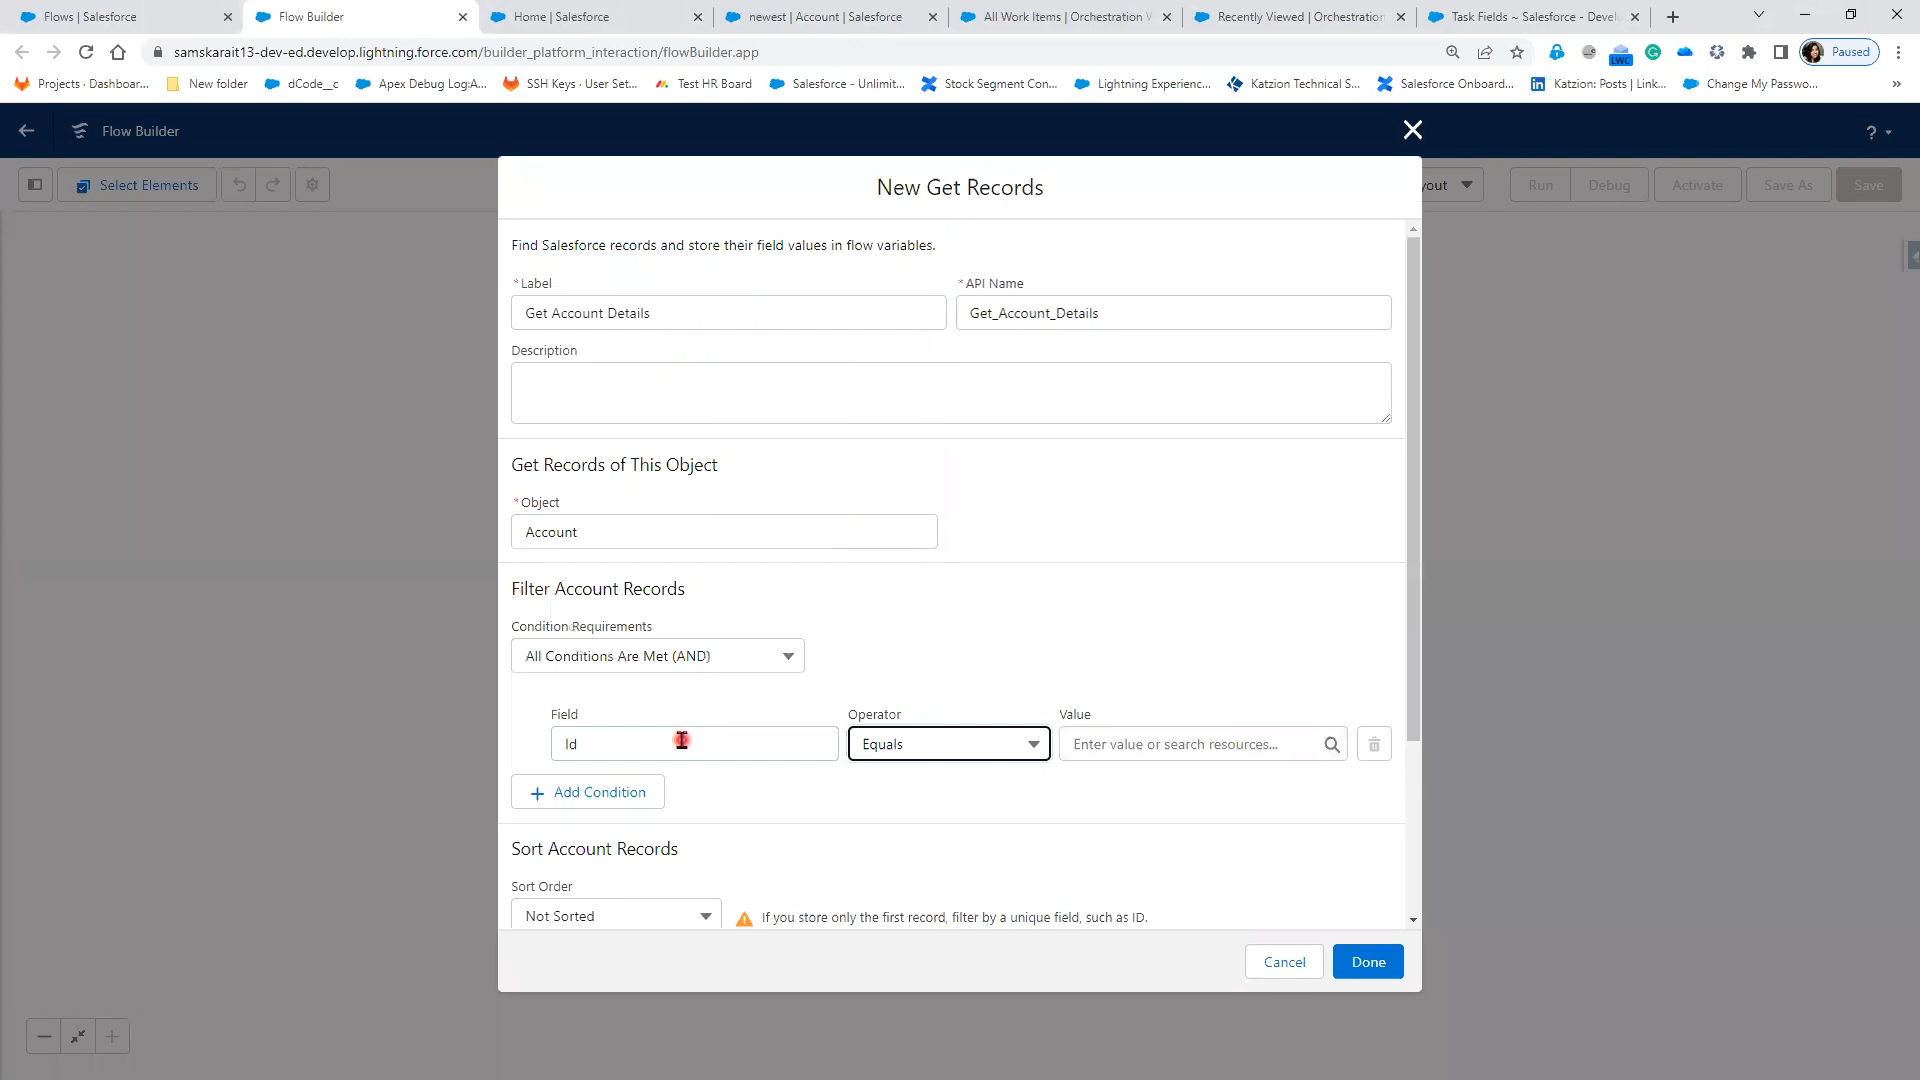 Flows | Salesforce
Flow Builder
Home | Salesforce
newest | Account | Salesforce
All Work Items | Orchestration
Recently Viewed | Orchestration
Task Fields ~ Salesforce - Devel
samskarait13-dev-ed.develop.lightning.force.com/builder_platform_interaction/flowBuilder.app
Paused
Projects · Dashboar...
New folder
dCode__c
Apex Debug Log:A...
SSH Keys · User Set...
Test HR Board
Salesforce - Unlimit...
Stock Segment Con...
Lightning Experienc...
Katzion Technical S...
Salesforce Onboard...
Katzion: Posts | Link...
Change My Passwo...
»
LWC
Flow Builder
?
Select Elements
yout
Run
Debug
Activate
Save As
Save
New Get Records
Find Salesforce records and store their field values in flow variables.
* Label
* API Name
Get Account Details
Get_Account_Details
Description
Get Records of This Object
* Object
Account
Filter Account Records
Condition Requirements
All Conditions Are Met (AND)
Field
Operator
Value
Id
Equals
Enter value or search resources...
+ Add Condition
Sort Account Records
Sort Order
Not Sorted
If you store only the first record, filter by a unique field, such as ID.
Cancel
Done